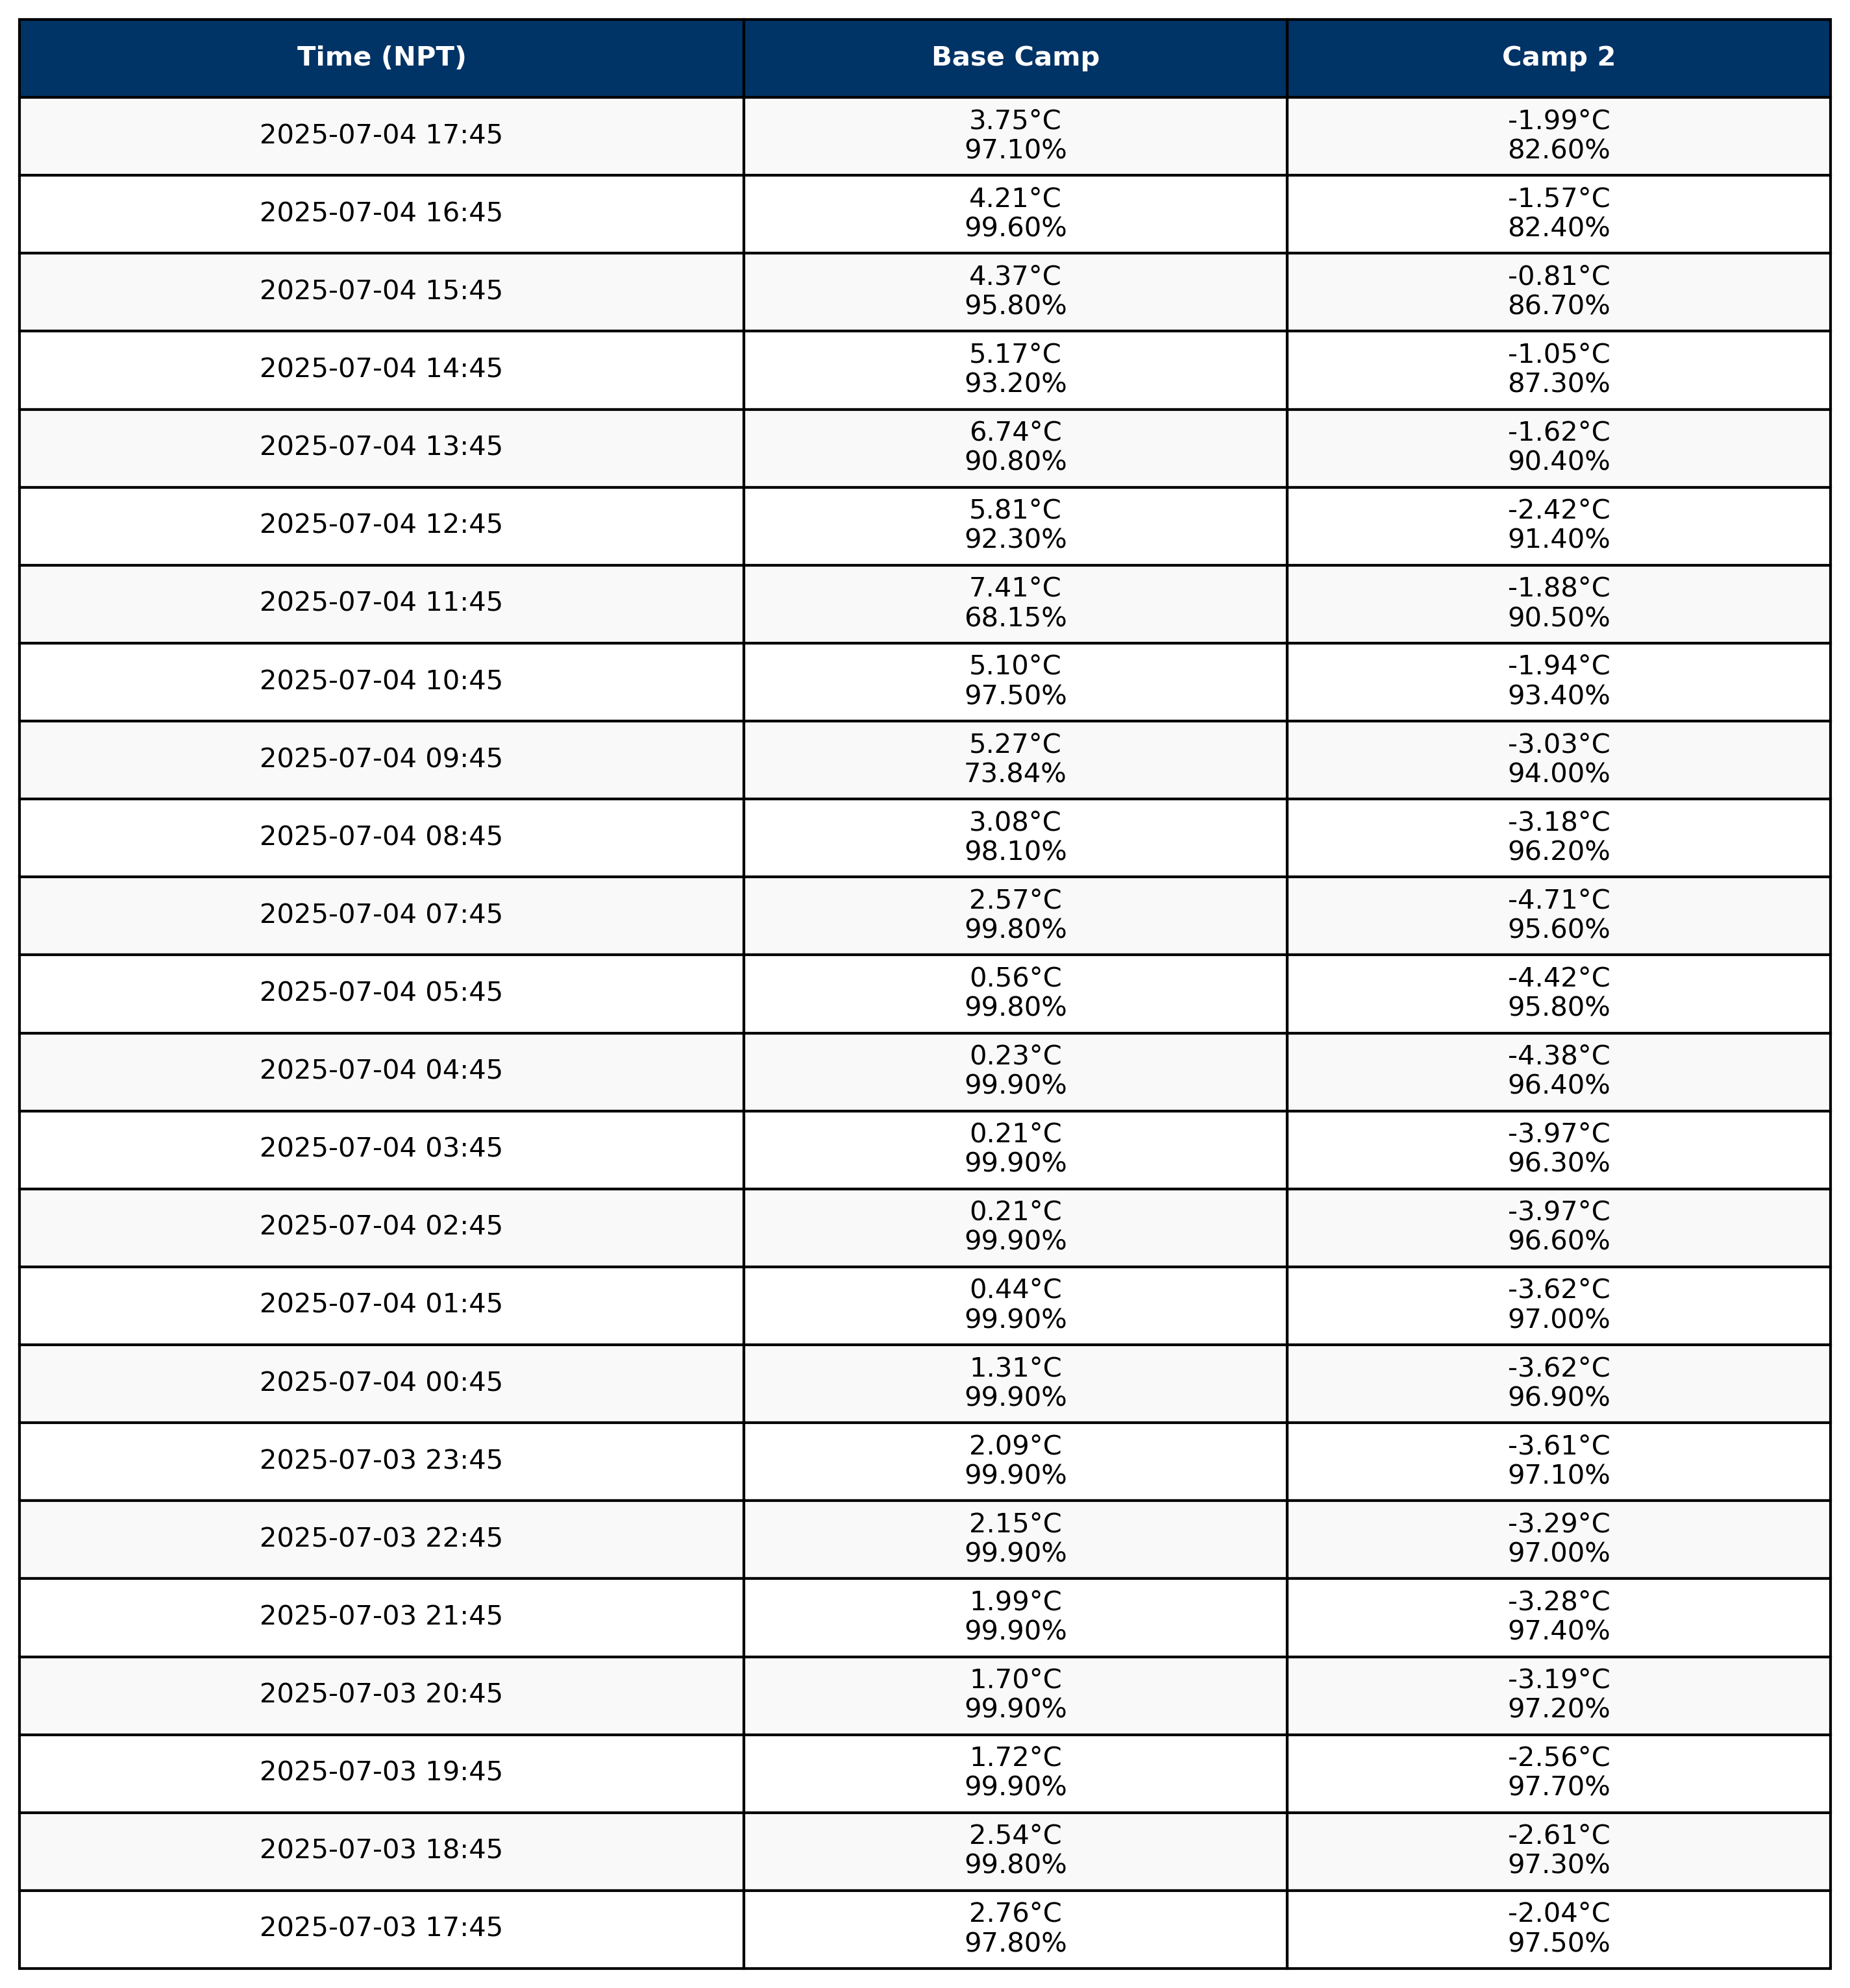 Time (NPT) Base Camp Camp 2
2025-07-04 17:45 3.75°C -1.99°C
97.10% 82.60%
2025-07-04 16:45 4.21°C -1.57°C
99.60% 82.40%
2025-07-04 15:45 4.37°C -0.81°C
95.80% 86.70%
2025-07-04 14:45 5.17°C -1.05°C
93.20% 87.30%
2025-07-04 13:45 6.74°C -1.62°C
90.80% 90.40%
2025-07-04 12:45 5.81°C -2.42°C
92.30% 91.40%
2025-07-04 11:45 7.41°C -1.88°C
68.15% 90.50%
2025-07-04 10:45 5.10°C -1.94°C
97.50% 93.40%
2025-07-04 09:45 5.27°C -3.03°C
73.84% 94.00%
2025-07-04 08:45 3.08°C -3.18°C
98.10% 96.20%
2025-07-04 07:45 2.57°C -4.71°C
99.80% 95.60%
2025-07-04 05:45 0.56°C -4.42°C
99.80% 95.80%
2025-07-04 04:45 0.23°C -4.38°C
99.90% 96.40%
2025-07-04 03:45 0.21°C -3.97°C
99.90% 96.30%
2025-07-04 02:45 0.21°C -3.97°C
99.90% 96.60%
2025-07-04 01:45 0.44°C -3.62°C
99.90% 97.00%
2025-07-04 00:45 1.31°C -3.62°C
99.90% 96.90%
2025-07-03 23:45 2.09°C -3.61°C
99.90% 97.10%
2025-07-03 22:45 2.15°C -3.29°C
99.90% 97.00%
2025-07-03 21:45 1.99°C -3.28°C
99.90% 97.40%
2025-07-03 20:45 1.70°C -3.19°C
99.90% 97.20%
2025-07-03 19:45 1.72°C -2.56°C
99.90% 97.70%
2025-07-03 18:45 2.54°C -2.61°C
99.80% 97.30%
2025-07-03 17:45 2.76°C -2.04°C
97.80% 97.50%